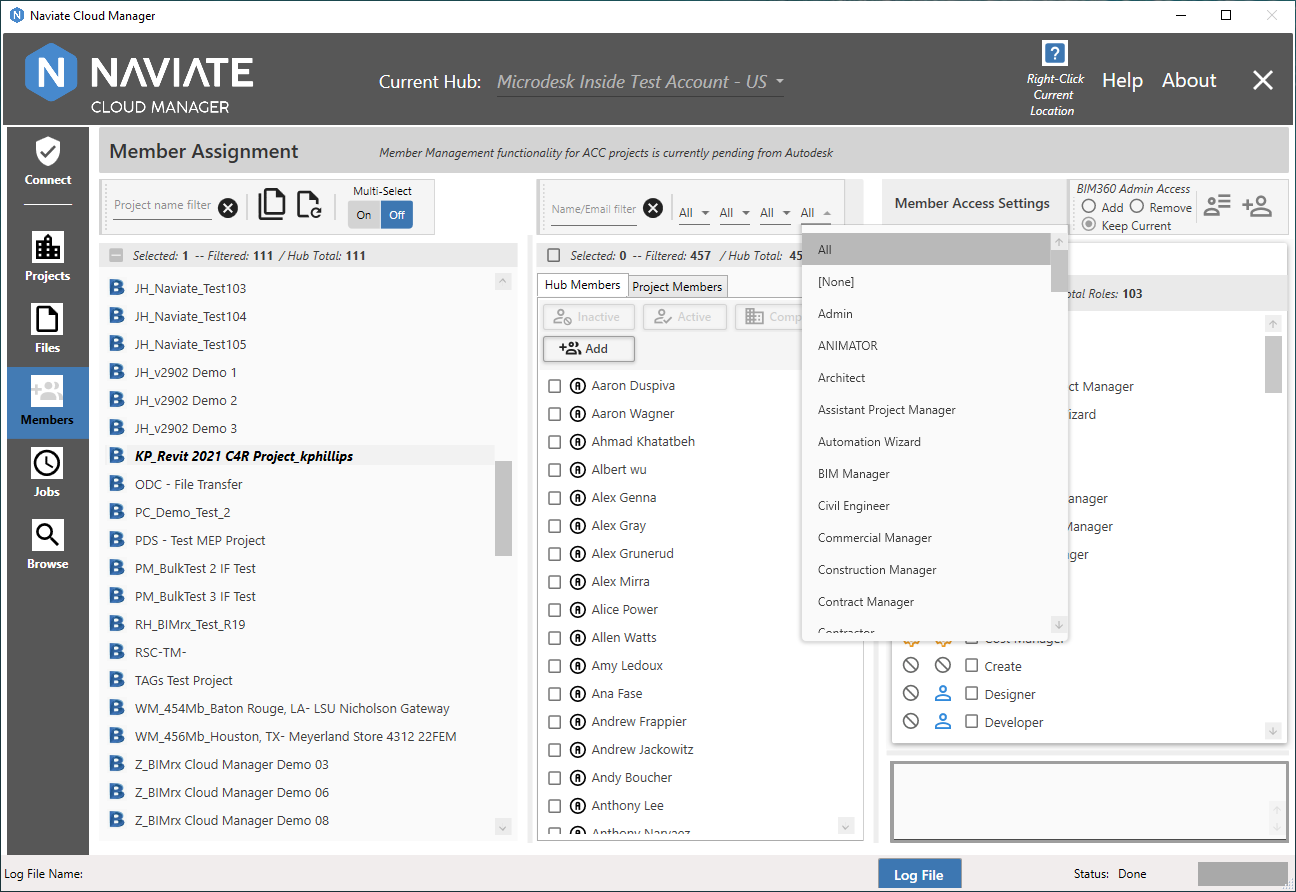 Naviate Cloud Manager
NAVIATE
CLOUD MANAGER
Current Hub: Microdesk Inside Test Account - US
?
Right-Click
Current
Location
Help
About
Connect
Projects
Files
Members
Jobs
Browse
Member Assignment
Member Management functionality for ACC projects is currently pending from Autodesk
Project name filter
Multi-Select
On Off
Selected: 1 -- Filtered: 111 / Hub Total: 111
JH_Naviate_Test103
JH_Naviate_Test104
JH_Naviate_Test105
JH_v2902 Demo 1
JH_v2902 Demo 2
JH_v2902 Demo 3
KP_Revit 2021 C4R Project_kphillips
ODC - File Transfer
PC_Demo_Test_2
PDS - Test MEP Project
PM_BulkTest 2 IF Test
PM_BulkTest 3 IF Test
RH_BIMrx_Test_R19
RSC-TM-
TAGs Test Project
WM_454Mb_Baton Rouge, LA- LSU Nicholson Gateway
WM_456Mb_Houston, TX- Meyerland Store 4312 22FEM
Z_BIMrx Cloud Manager Demo 03
Z_BIMrx Cloud Manager Demo 06
Z_BIMrx Cloud Manager Demo 08
Name/Email filter
All All All All
Selected: 0 -- Filtered: 457 / Hub Total: 45
Hub Members Project Members
Inactive Active Comp
Add
Aaron Duspiva
Aaron Wagner
Ahmad Khatatbeh
Albert wu
Alex Genna
Alex Gray
Alex Grunerud
Alex Mirra
Alice Power
Allen Watts
Amy Ledoux
Ana Fase
Andrew Frappier
Andrew Jackowitz
Andy Boucher
Anthony Lee
Anthony Narvaez
All
[None]
Admin
ANIMATOR
Architect
Assistant Project Manager
Automation Wizard
BIM Manager
Civil Engineer
Commercial Manager
Construction Manager
Contract Manager
Contractor
Member Access Settings
BIM360 Admin Access
Add Remove
Keep Current
otal Roles: 103
ct Manager
izard
anager
Manager
ger
Cost Manager
Create
Designer
Developer
Log File Name:
Log File
Status: Done